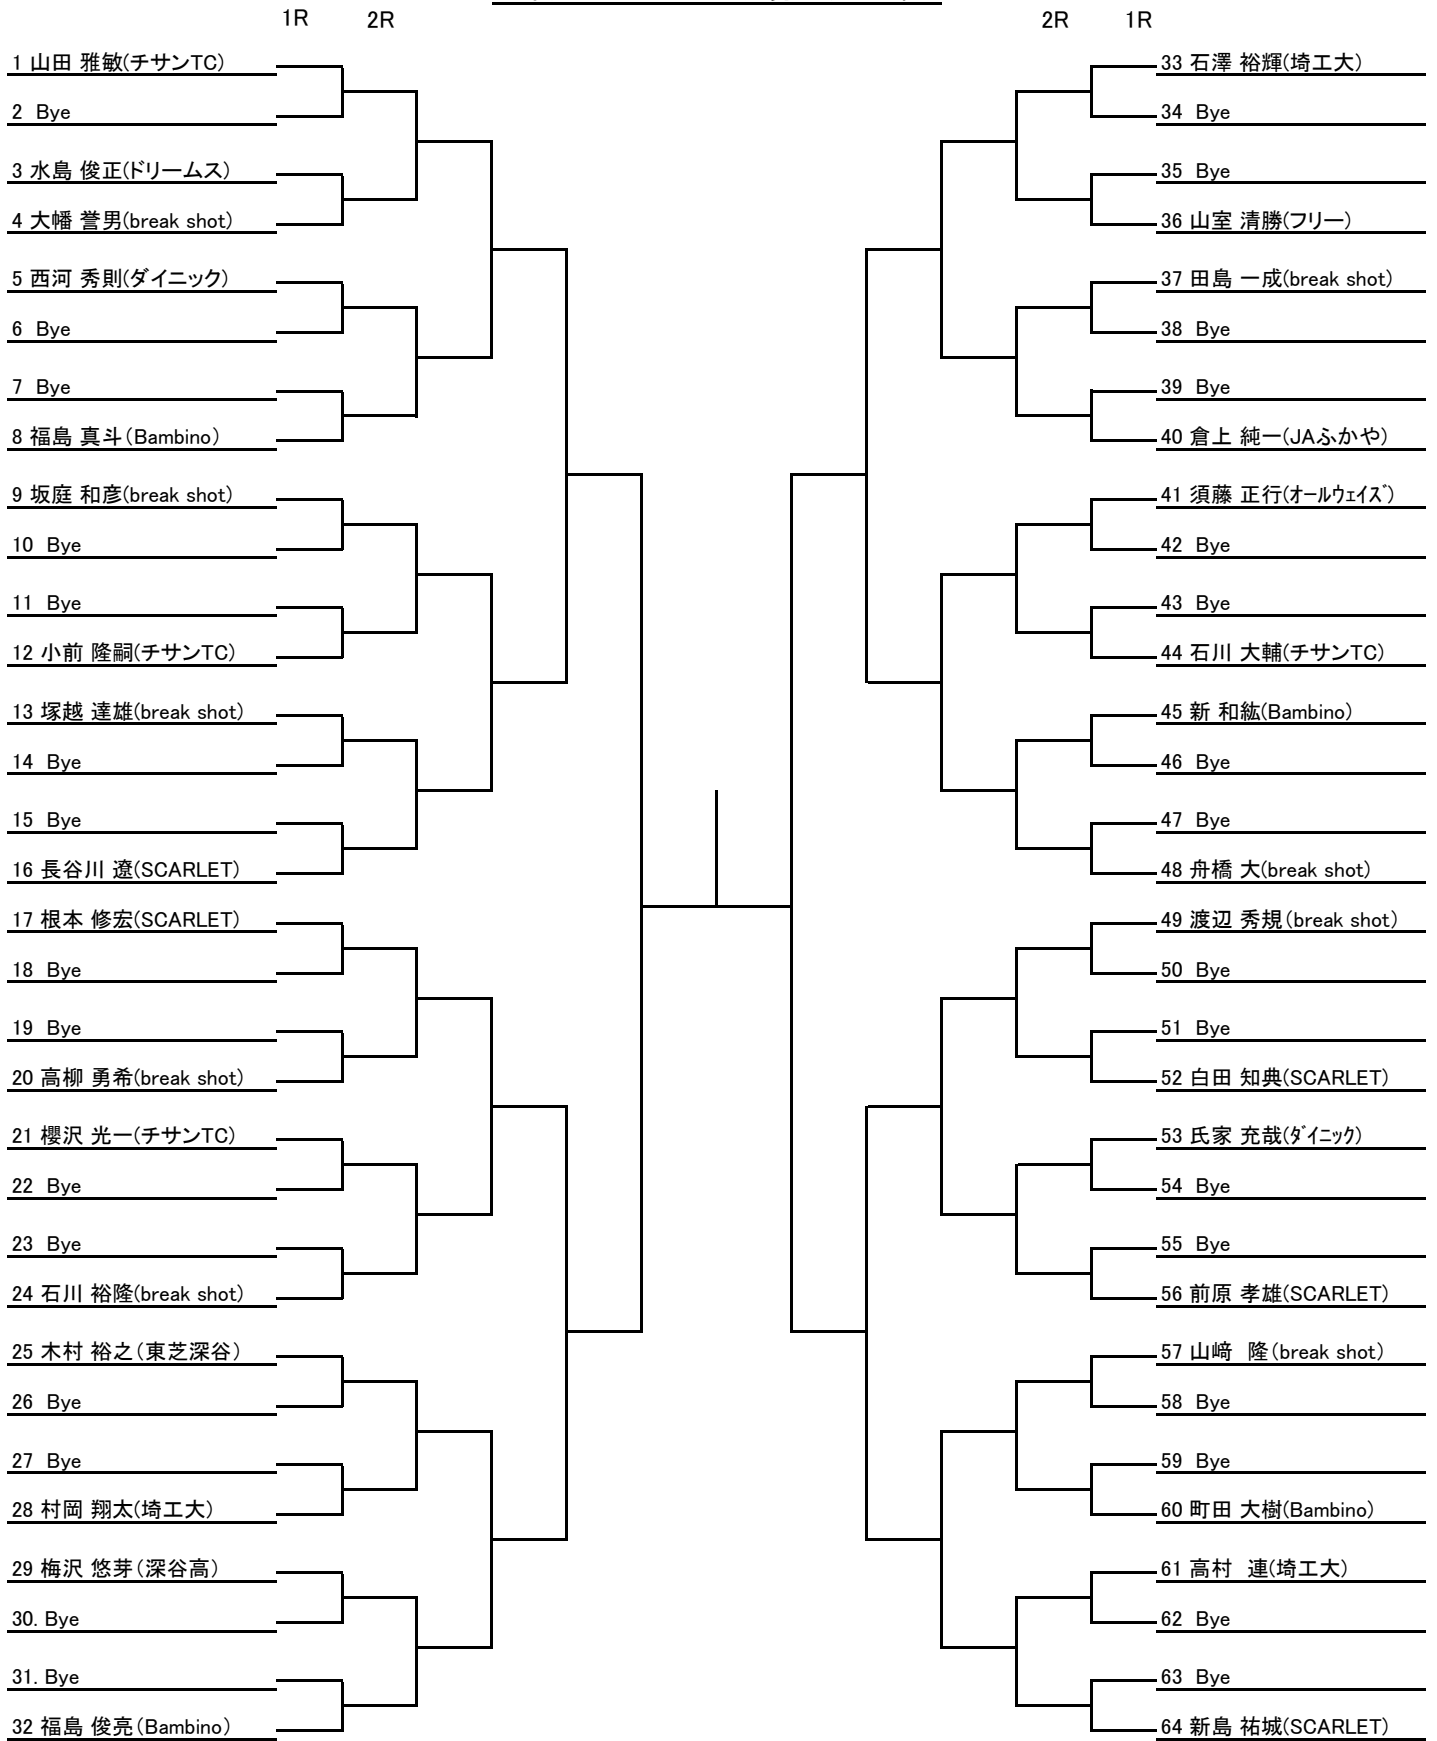 1R 2R
2R 1R
1 山田 雅敏(チサンTC)
2 Bye
3 水島 俊正(ドリームス)
4 大幡 誉男(break shot)
5 西河 秀則(ダイニック)
6 Bye
7 Bye
8 福島 真斗(Bambino)
9 坂庭 和彦(break shot)
10 Bye
11 Bye
12 小前 隆嗣(チサンTC)
13 塚越 達雄(break shot)
14 Bye
15 Bye
16 長谷川 遼(SCARLET)
17 根本 修宏(SCARLET)
18 Bye
19 Bye
20 高柳 勇希(break shot)
21 櫻沢 光一(チサンTC)
22 Bye
23 Bye
24 石川 裕隆(break shot)
25 木村 裕之(東芝深谷)
26 Bye
27 Bye
28 村岡 翔太(埼工大)
29 梅沢 悠芽(深谷高)
30. Bye
31. Bye
32 福島 俊亮(Bambino)
33 石澤 裕輝(埼工大)
34 Bye
35 Bye
36 山室 清勝(フリー)
37 田島 一成(break shot)
38 Bye
39 Bye
40 倉上 純一(JAふかや)
41 須藤 正行(ｵｰﾙｳｪｲｽﾞ)
42 Bye
43 Bye
44 石川 大輔(チサンTC)
45 新 和紘(Bambino)
46 Bye
47 Bye
48 舟橋 大(break shot)
49 渡辺 秀規(break shot)
50 Bye
51 Bye
52 白田 知典(SCARLET)
53 氏家 充哉(ﾀﾞｲﾆｯｸ)
54 Bye
55 Bye
56 前原 孝雄(SCARLET)
57 山﨑　隆(break shot)
58 Bye
59 Bye
60 町田 大樹(Bambino)
61 高村　連(埼工大)
62 Bye
63 Bye
64 新島 祐城(SCARLET)